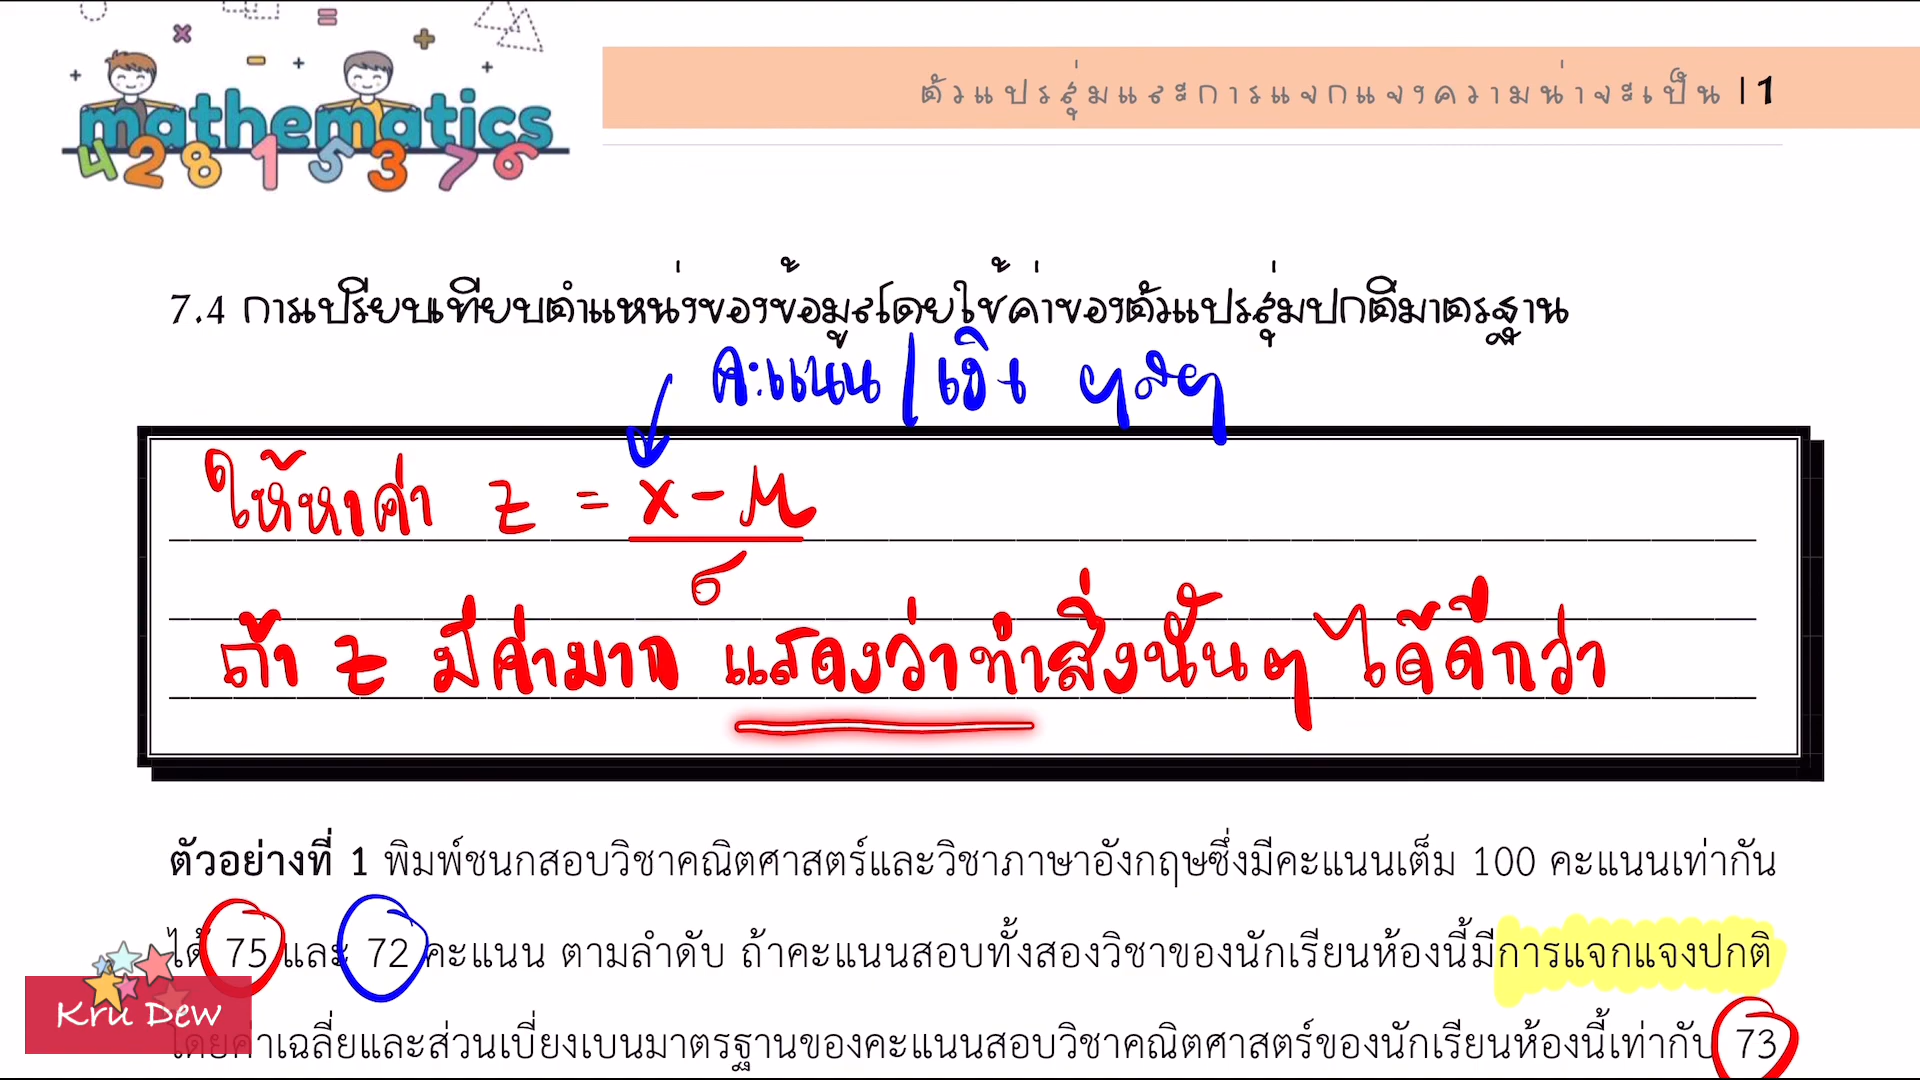 mathematics
4 2 8 1 5 3 7 6
ตัวแปรสุ่มและการแจกแจงความน่าจะเป็น | 1
7.4 การเปรียบเทียบตำแหน่งของข้อมูลโดยใช้ค่าของตัวแปรสุ่มปกติมาตรฐาน
คะแนน / เงิน ๆลๆ
ให้หาค่า z = x - μ
σ
ถ้า z มีค่ามาก แสดงว่าทำสิ่งนั้นๆ ได้ดีกว่า
ตัวอย่างที่ 1 พิมพ์ชนกสอบวิชาคณิตศาสตร์และวิชาภาษาอังกฤษซึ่งมีคะแนนเต็ม 100 คะแนนเท่ากัน
ได้ 75 และ 72 คะแนน ตามลำดับ ถ้าคะแนนสอบทั้งสองวิชาของนักเรียนห้องนี้มีการแจกแจงปกติ
โดยค่าเฉลี่ยและส่วนเบี่ยงเบนมาตรฐานของคะแนนสอบวิชาคณิตศาสตร์ของนักเรียนห้องนี้เท่ากับ 73
Kru Dew